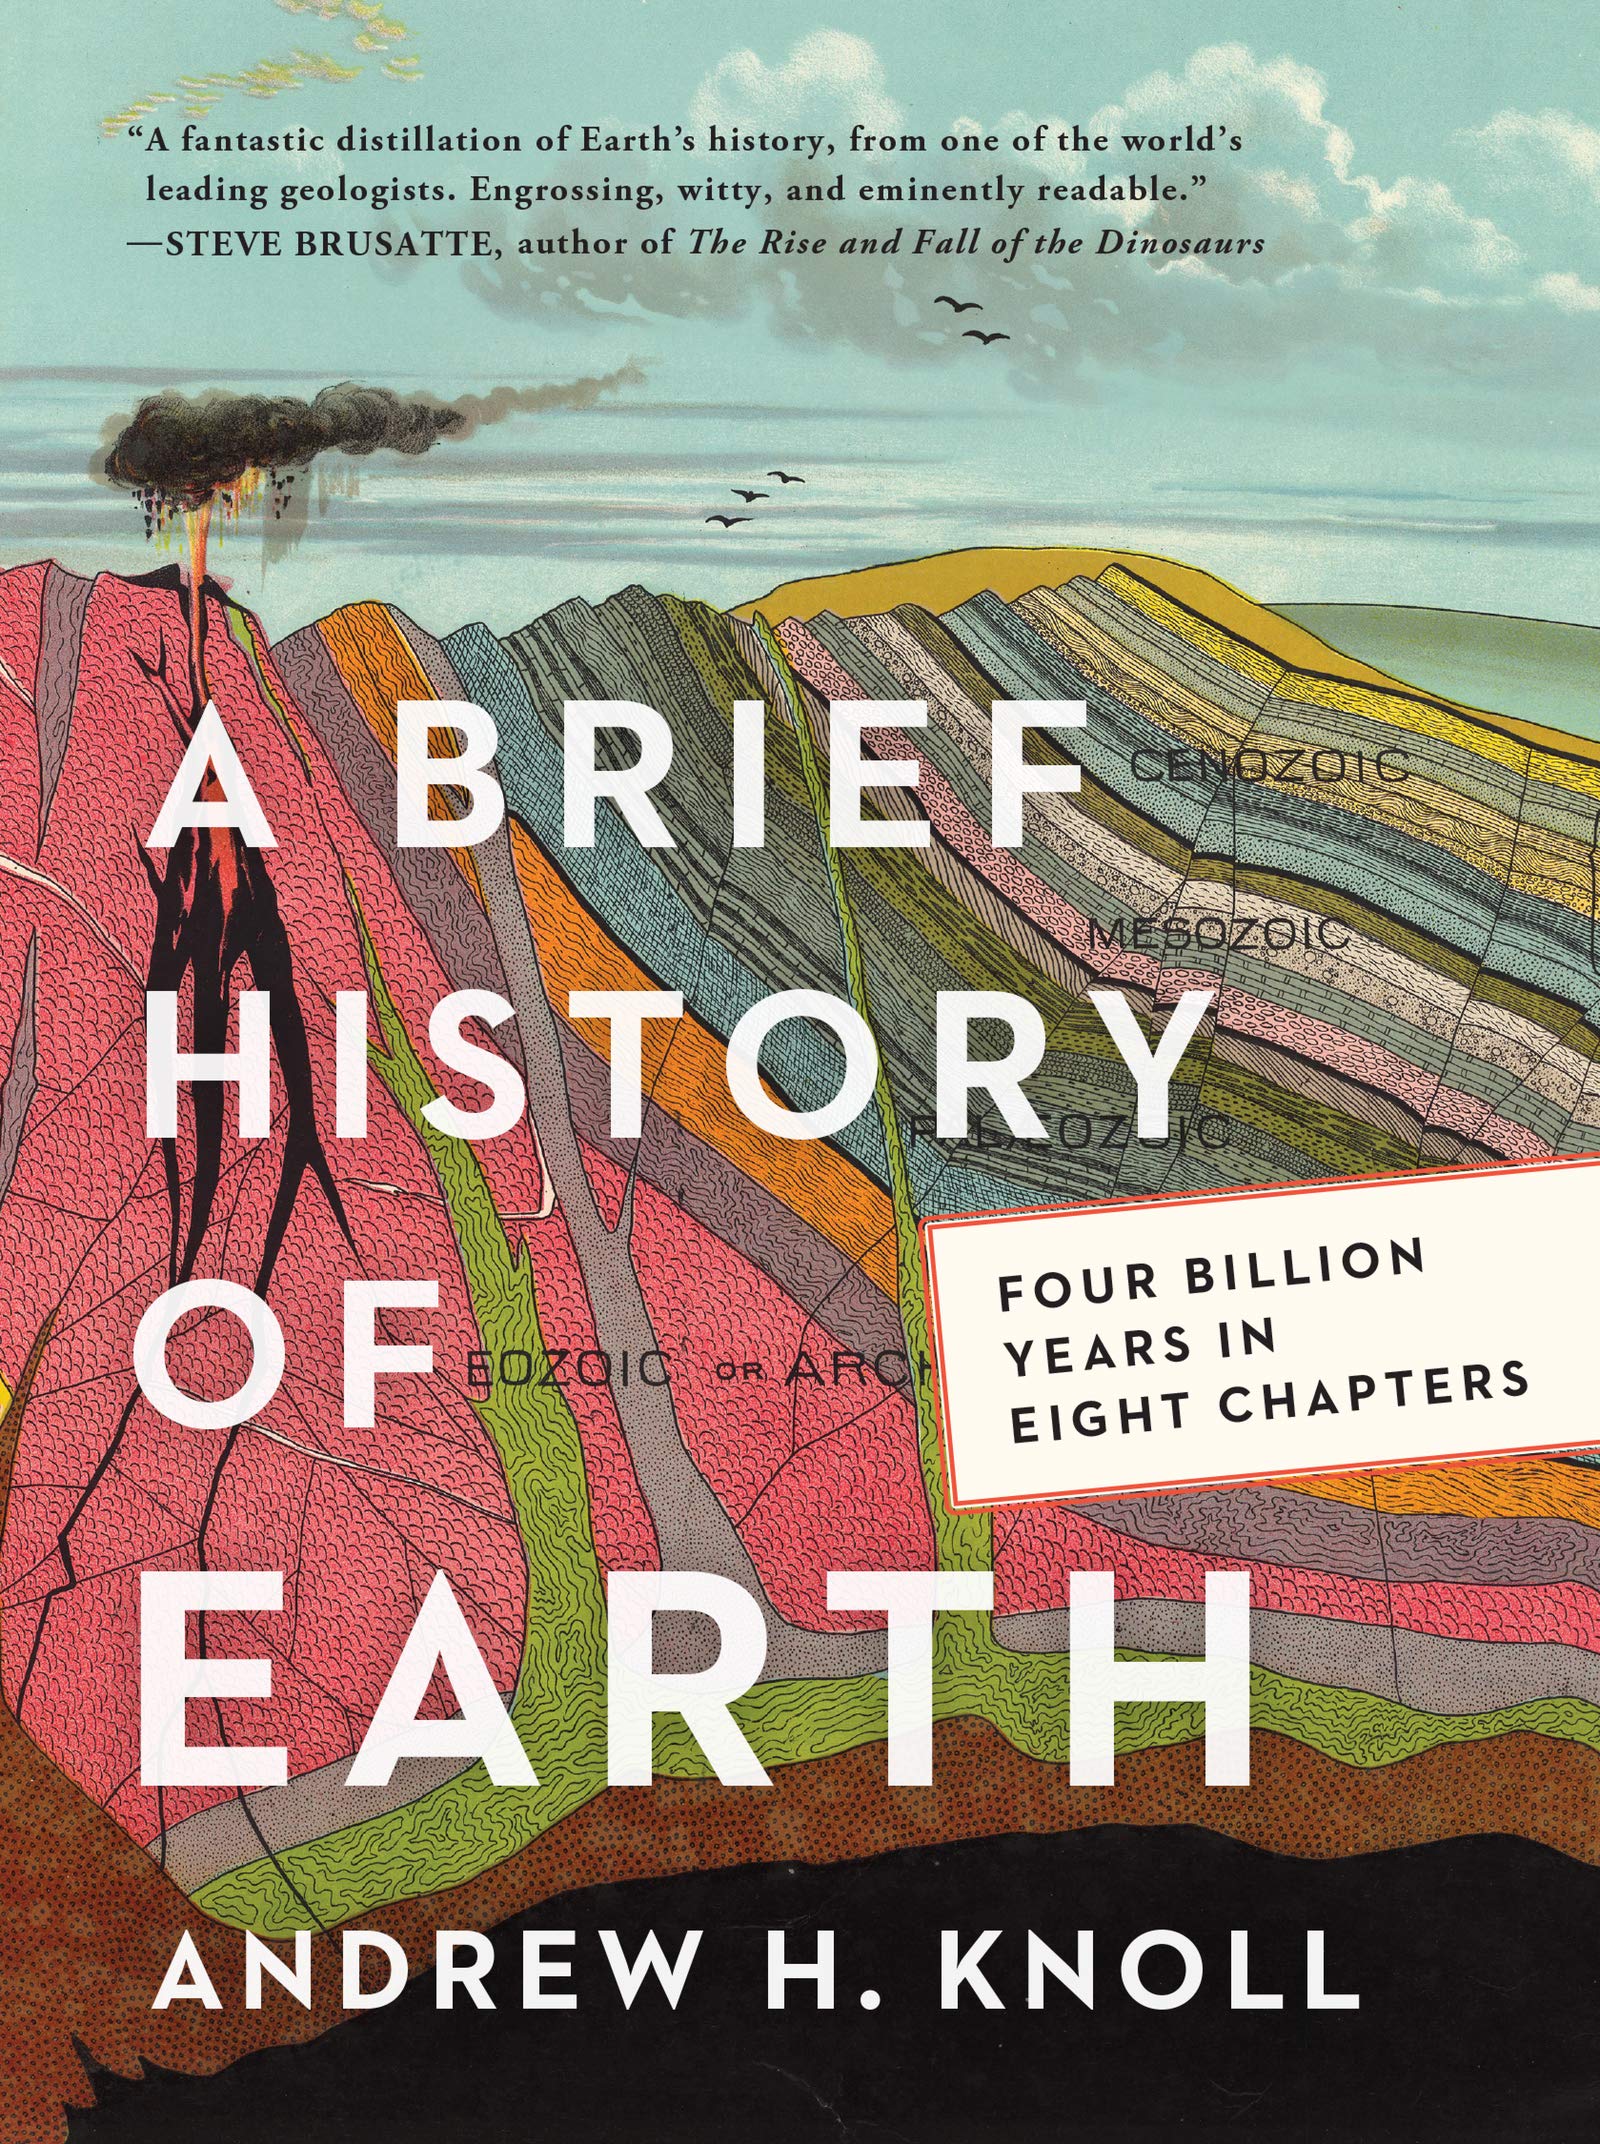 “A fantastic distillation of Earth’s history, from one of the world’s
leading geologists. Engrossing, witty, and eminently readable.”
—STEVE BRUSATTE, author of The Rise and Fall of the Dinosaurs
A BRIEF
CENOZOIC
MESOZOIC
HISTORY
PALÆOZOIC
FOUR BILLION
YEARS IN
EIGHT CHAPTERS
OF
EOZOIC OR
EARTH
ANDREW H. KNOLL